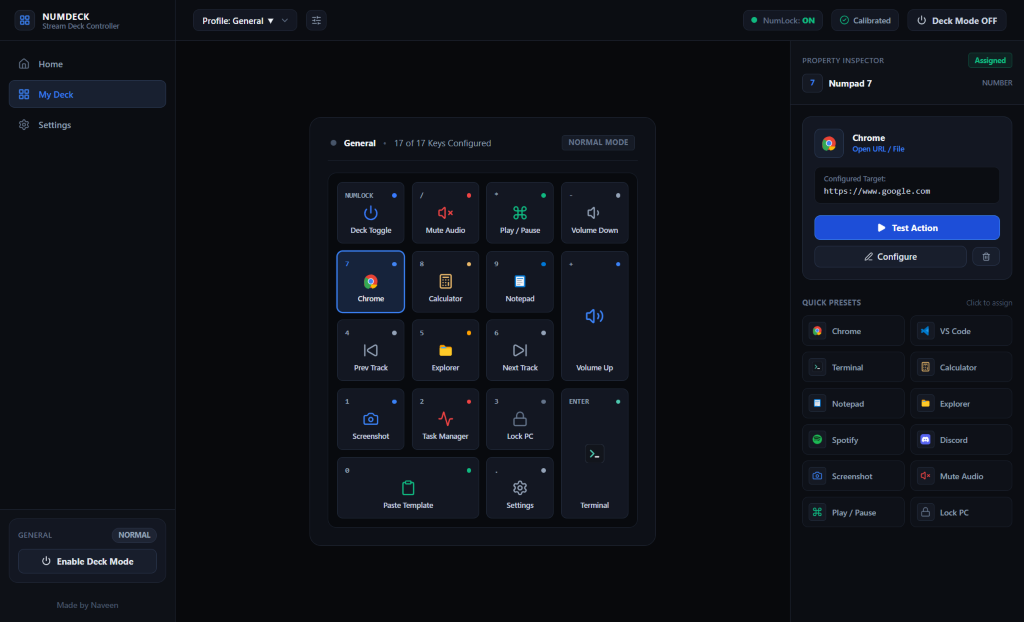 NUMDECK
Stream Deck Controller
Profile: General ▼
NumLock: ON
Calibrated
Deck Mode OFF
Home
My Deck
Settings
GENERAL
NORMAL
Enable Deck Mode
Made by Naveen
General • 17 of 17 Keys Configured
NORMAL MODE
NUMLOCK
Deck Toggle
/
Mute Audio
*
Play / Pause
-
Volume Down
7
Chrome
8
Calculator
9
Notepad
+
Volume Up
4
Prev Track
5
Explorer
6
Next Track
1
Screenshot
2
Task Manager
3
Lock PC
ENTER
Terminal
0
Paste Template
.
Settings
PROPERTY INSPECTOR
Assigned
7
Numpad 7
NUMBER
Chrome
Open URL / File
Configured Target:
https://www.google.com
Test Action
Configure
QUICK PRESETS
Click to assign
Chrome
VS Code
Terminal
Calculator
Notepad
Explorer
Spotify
Discord
Screenshot
Mute Audio
Play / Pause
Lock PC